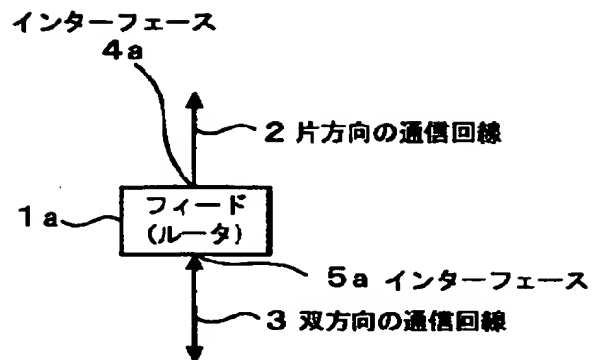 インターフェース
4a
2 片方向の通信回線
1a
フィード
(ルータ)
5a インターフェース
3 双方向の通信回線